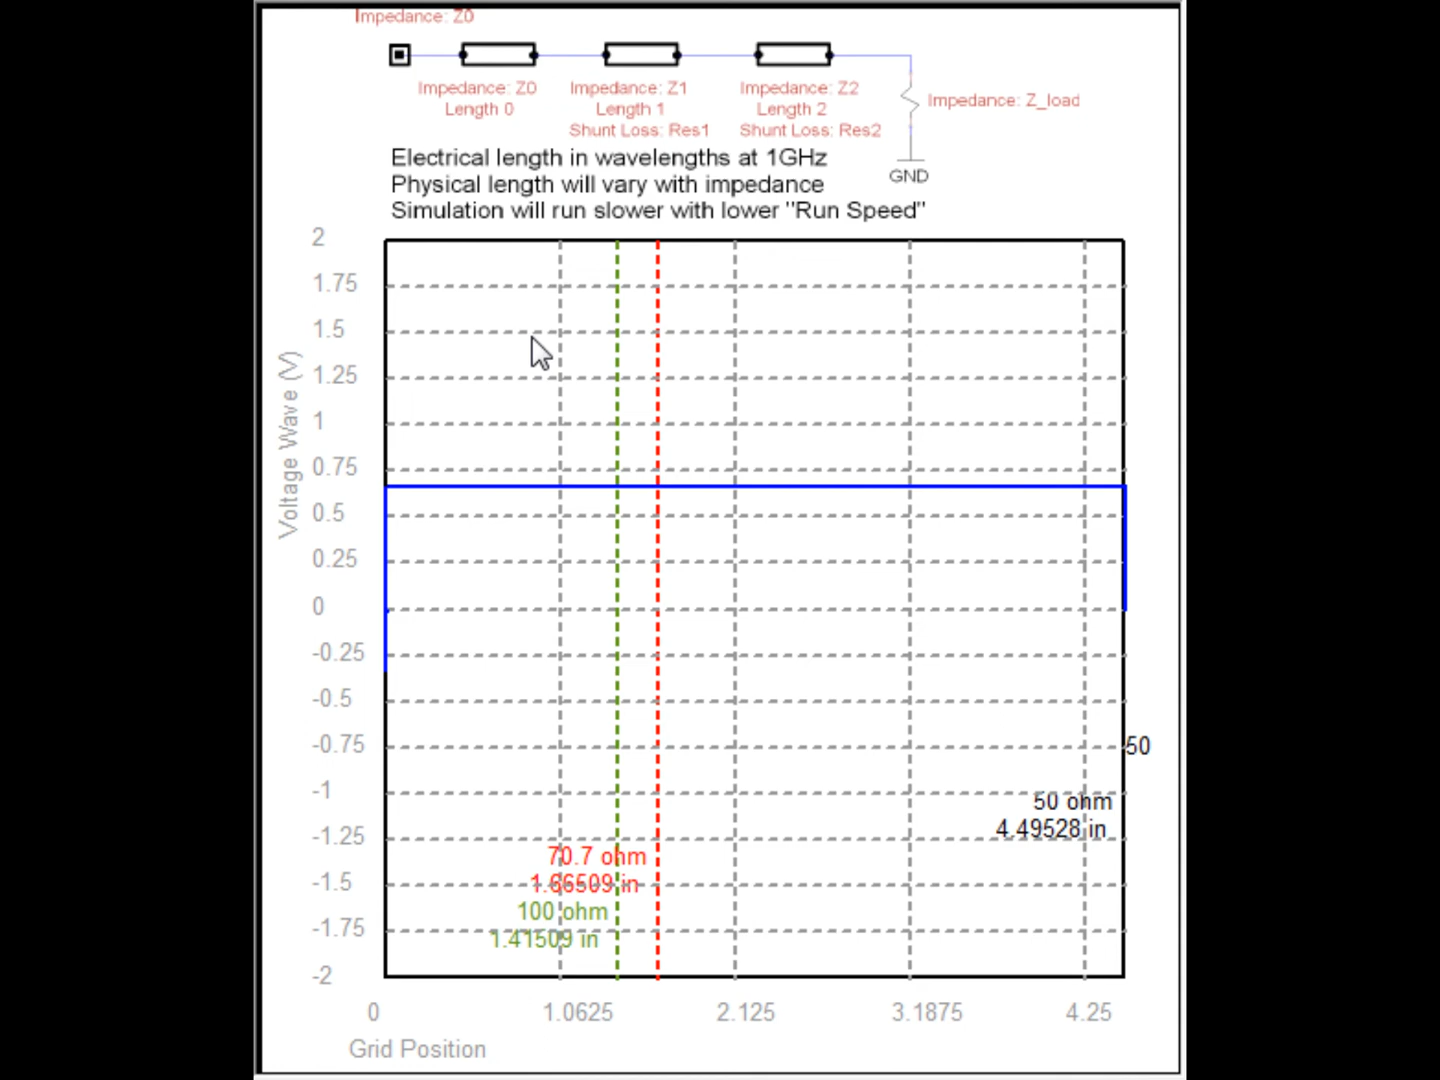 Impedance: Z0
Impedance: Z0
Length 0
Impedance: Z1
Length 1
Shunt Loss: Res1
Impedance: Z2
Length 2
Shunt Loss: Res2
Impedance: Z_load
GND
Electrical length in wavelengths at 1GHz
Physical length will vary with impedance
Simulation will run slower with lower "Run Speed"
Voltage Wave (V)
2
1.75
1.5
1.25
1
0.75
0.5
0.25
0
-0.25
-0.5
-0.75
-1
-1.25
-1.5
-1.75
-2
50
50 ohm
4.49528 in
70.7 ohm
1.66509 in
100 ohm
1.41509 in
0
1.0625
2.125
3.1875
4.25
Grid Position